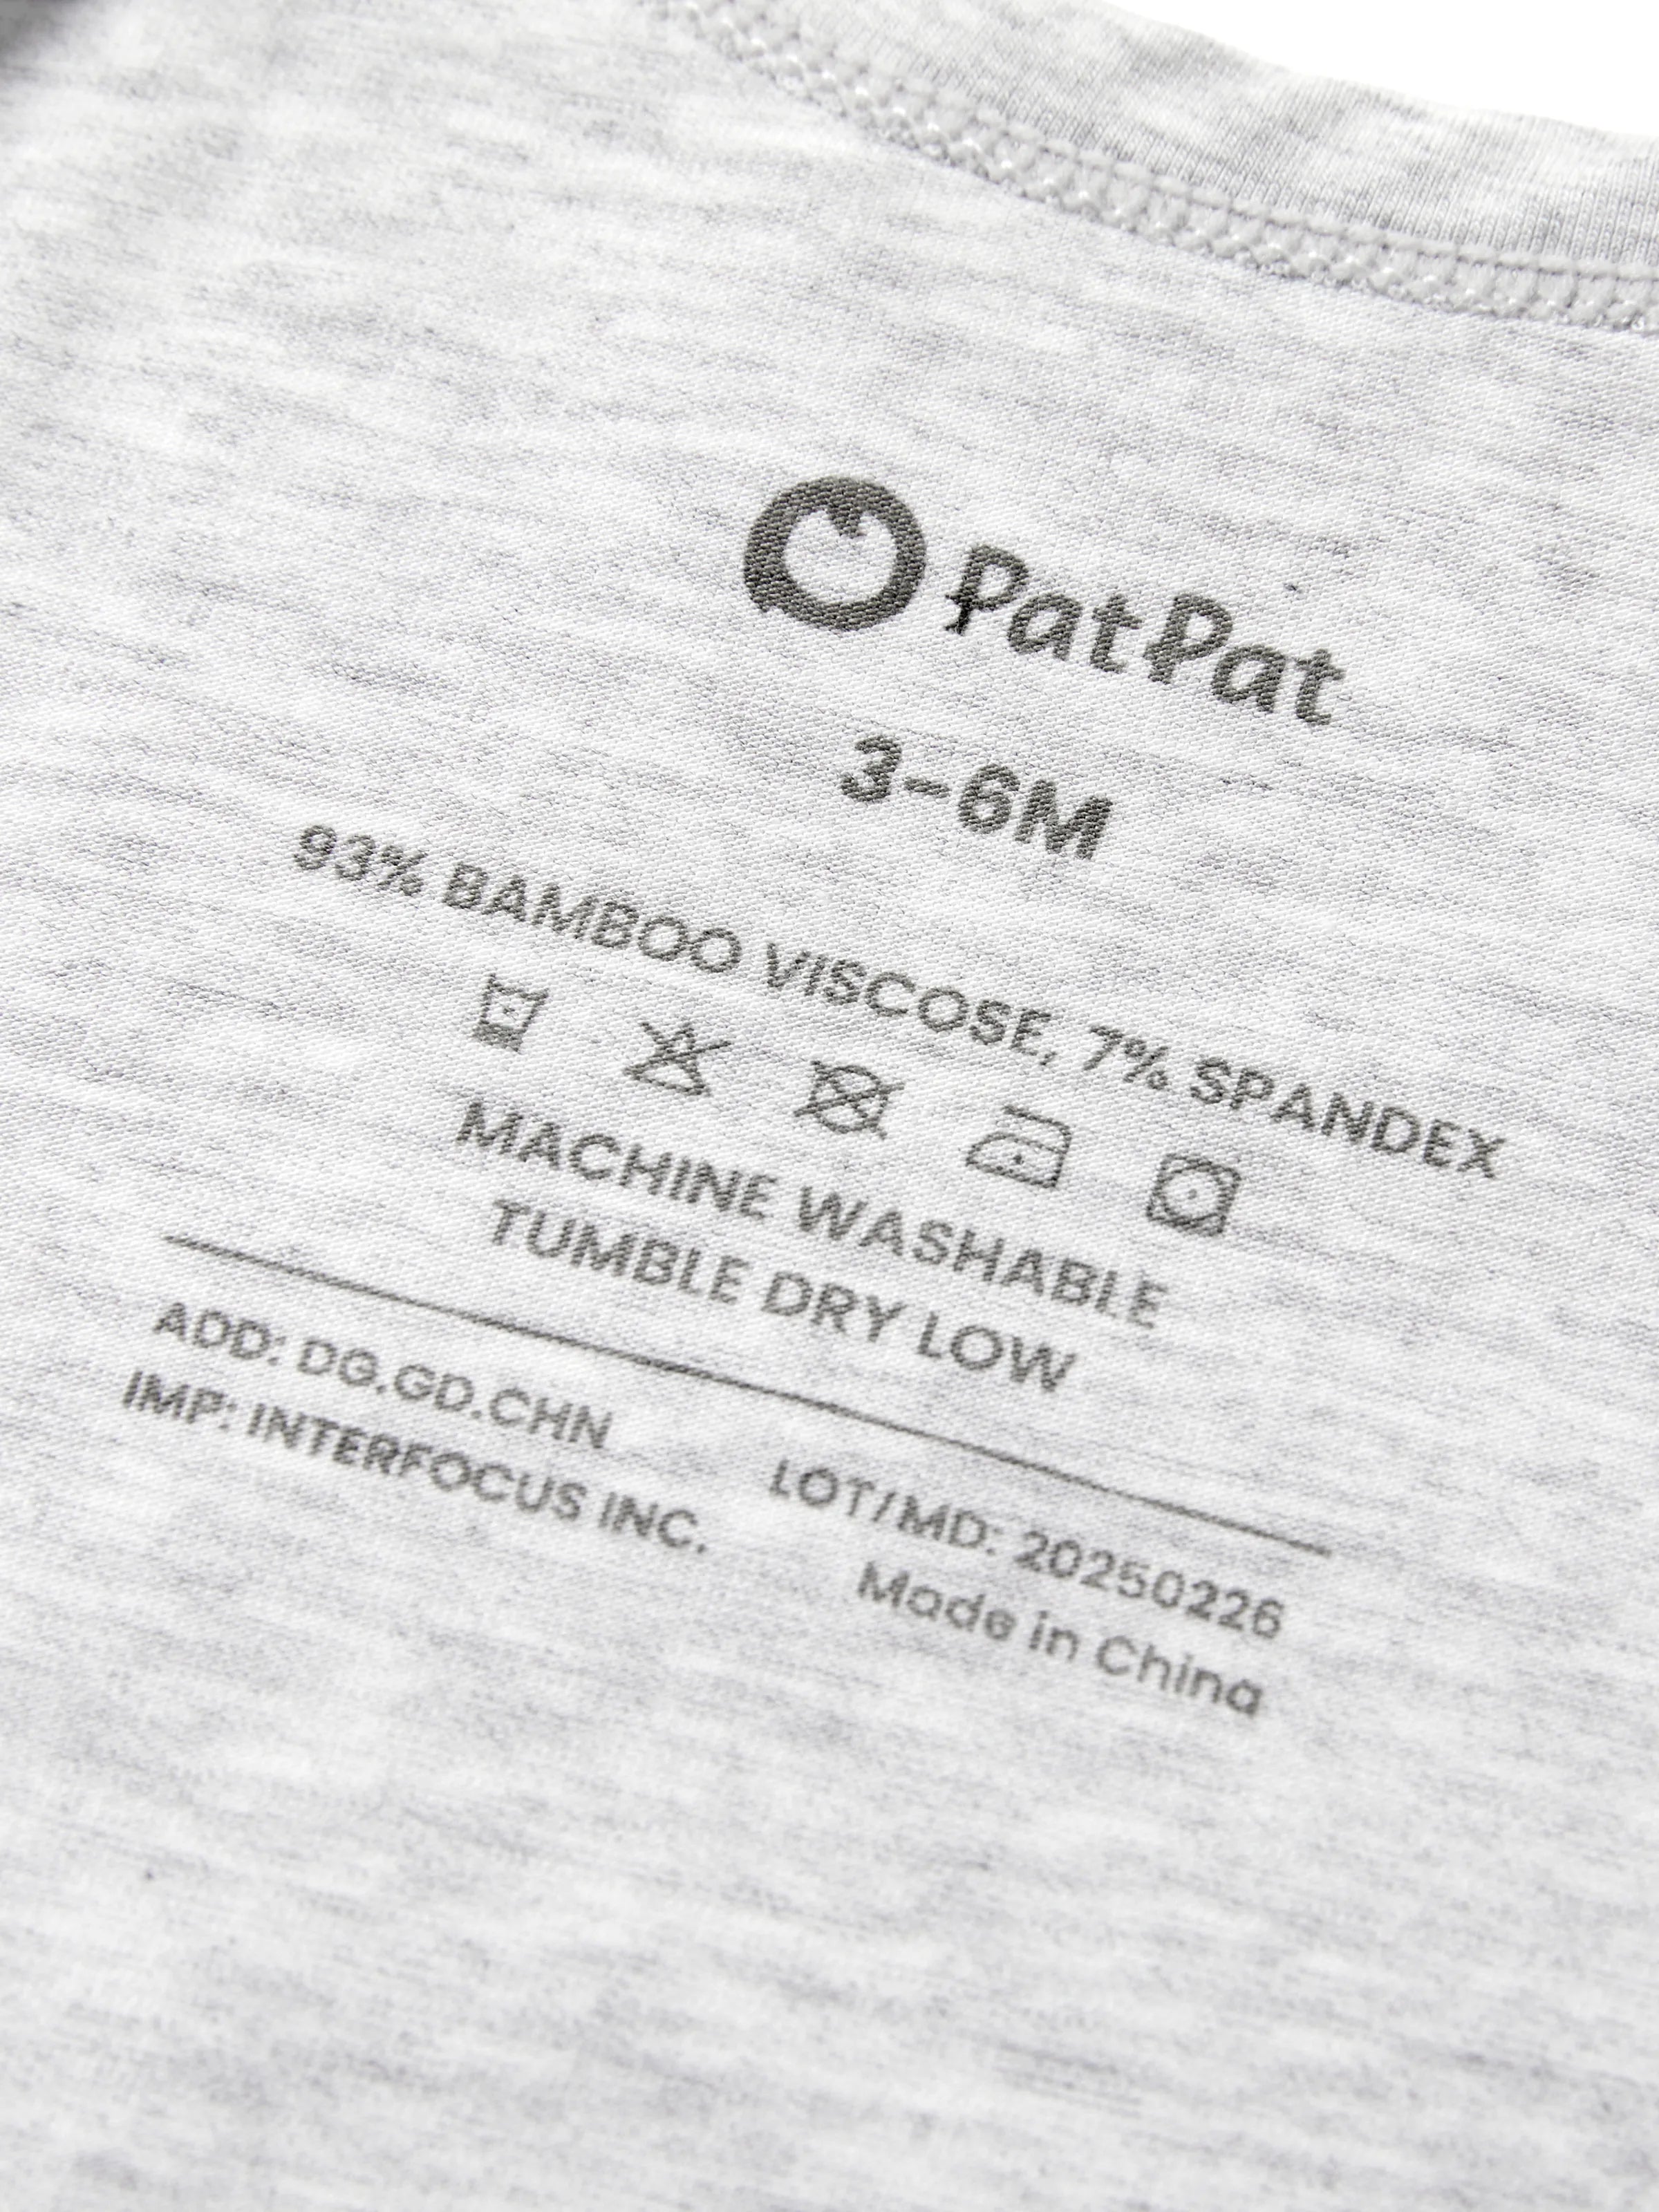 PatPat
3-6M
93% BAMBOO VISCOSE, 7% SPANDEX
MACHINE WASHABLE
TUMBLE DRY LOW
ADD: DG.GD.CHN LOT/MD: 20250226
IMP: INTERFOCUS INC. Made in China